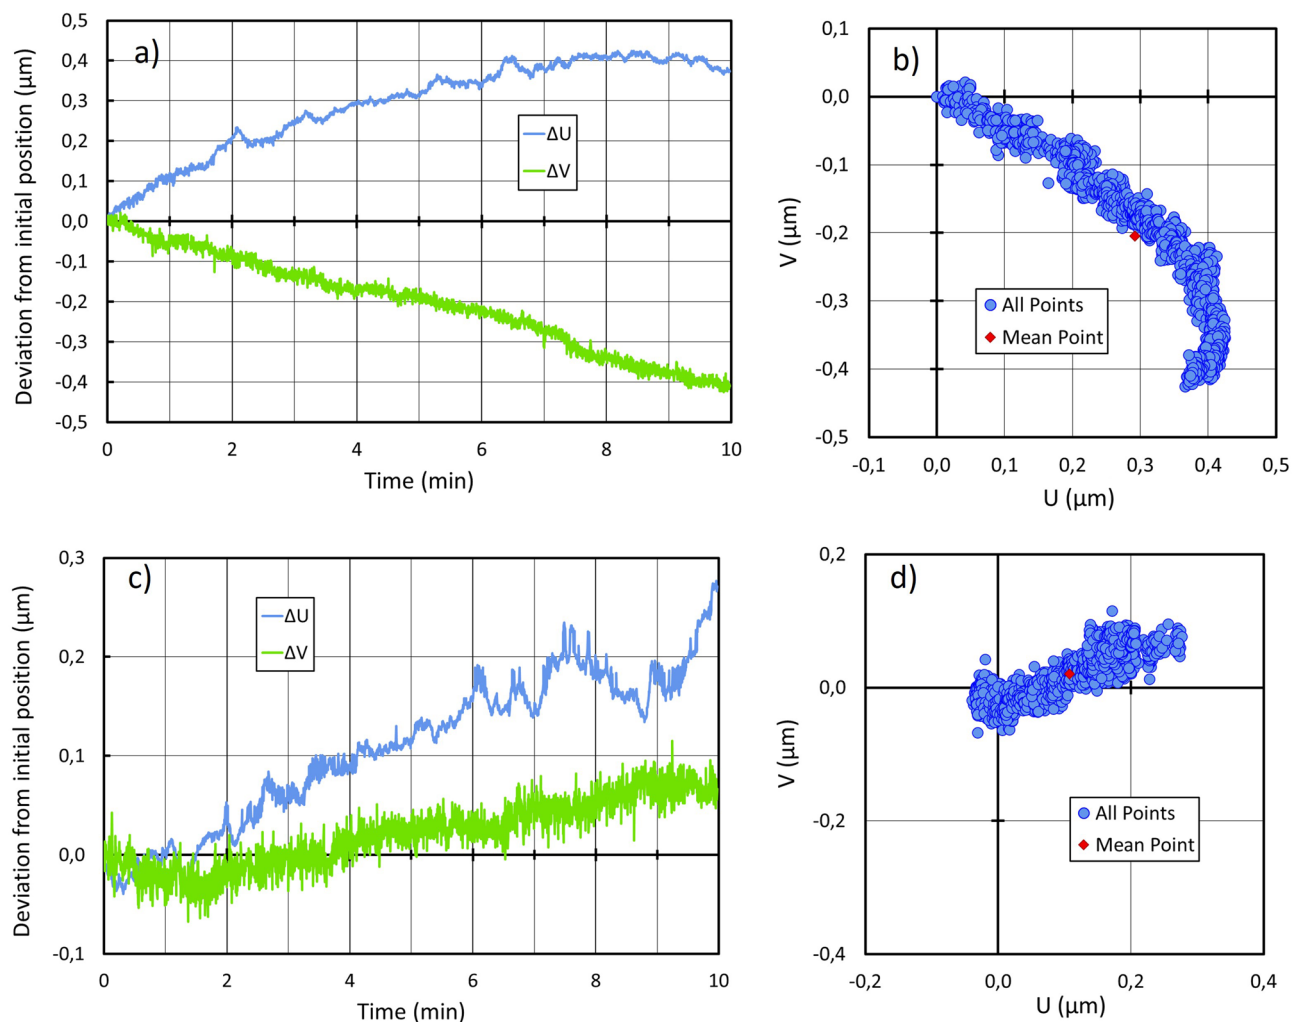 a)
Deviation from initial position (µm)
0,5
0,4
0,3
0,2
0,1
0,0
-0,1
-0,2
-0,3
-0,4
-0,5
ΔU
ΔV
0 2 4 6 8 10
Time (min)
b)
V (µm)
0,1
0,0
-0,1
-0,2
-0,3
-0,4
-0,5
All Points
Mean Point
-0,1 0,0 0,1 0,2 0,3 0,4 0,5
U (µm)
c)
Deviation from initial position (µm)
0,3
0,2
0,1
0,0
-0,1
ΔU
ΔV
0 2 4 6 8 10
Time (min)
d)
V (µm)
0,2
0,0
-0,2
-0,4
All Points
Mean Point
-0,2 0,0 0,2 0,4
U (µm)